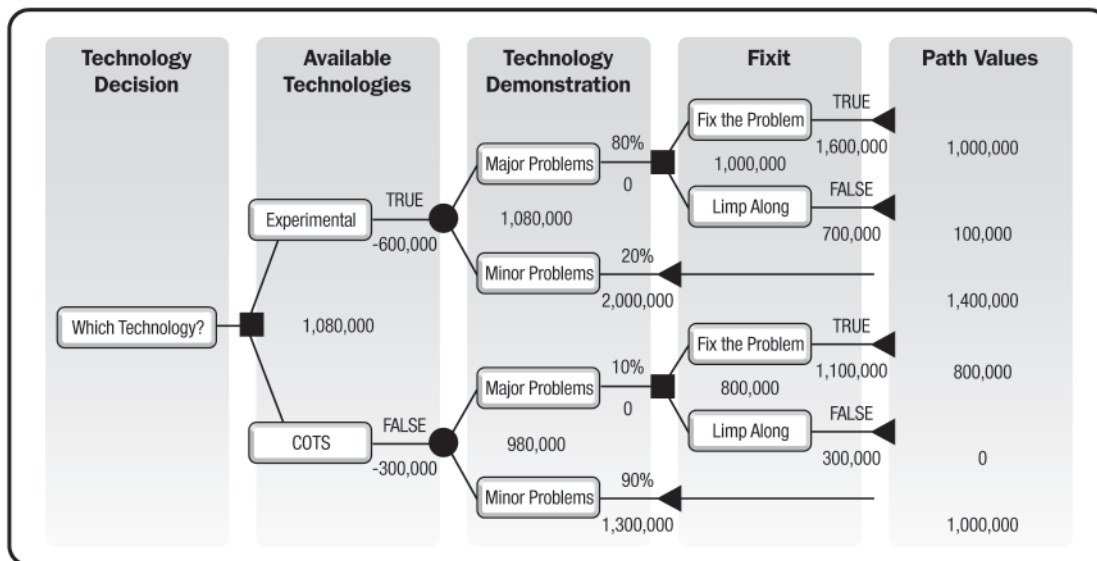 Technology Decision
Available Technologies
Technology Demonstration
Fixit
Path Values
TRUE
Fix the Problem
80%
1,600,000
1,000,000
Major Problems
1,000,000
0
FALSE
TRUE
Limp Along
Experimental
1,080,000
700,000
100,000
-600,000
20%
Minor Problems
2,000,000
1,400,000
Which Technology?
1,080,000
TRUE
Fix the Problem
10%
1,100,000
800,000
Major Problems
800,000
0
FALSE
FALSE
Limp Along
COTS
980,000
300,000
0
-300,000
90%
Minor Problems
1,300,000
1,000,000